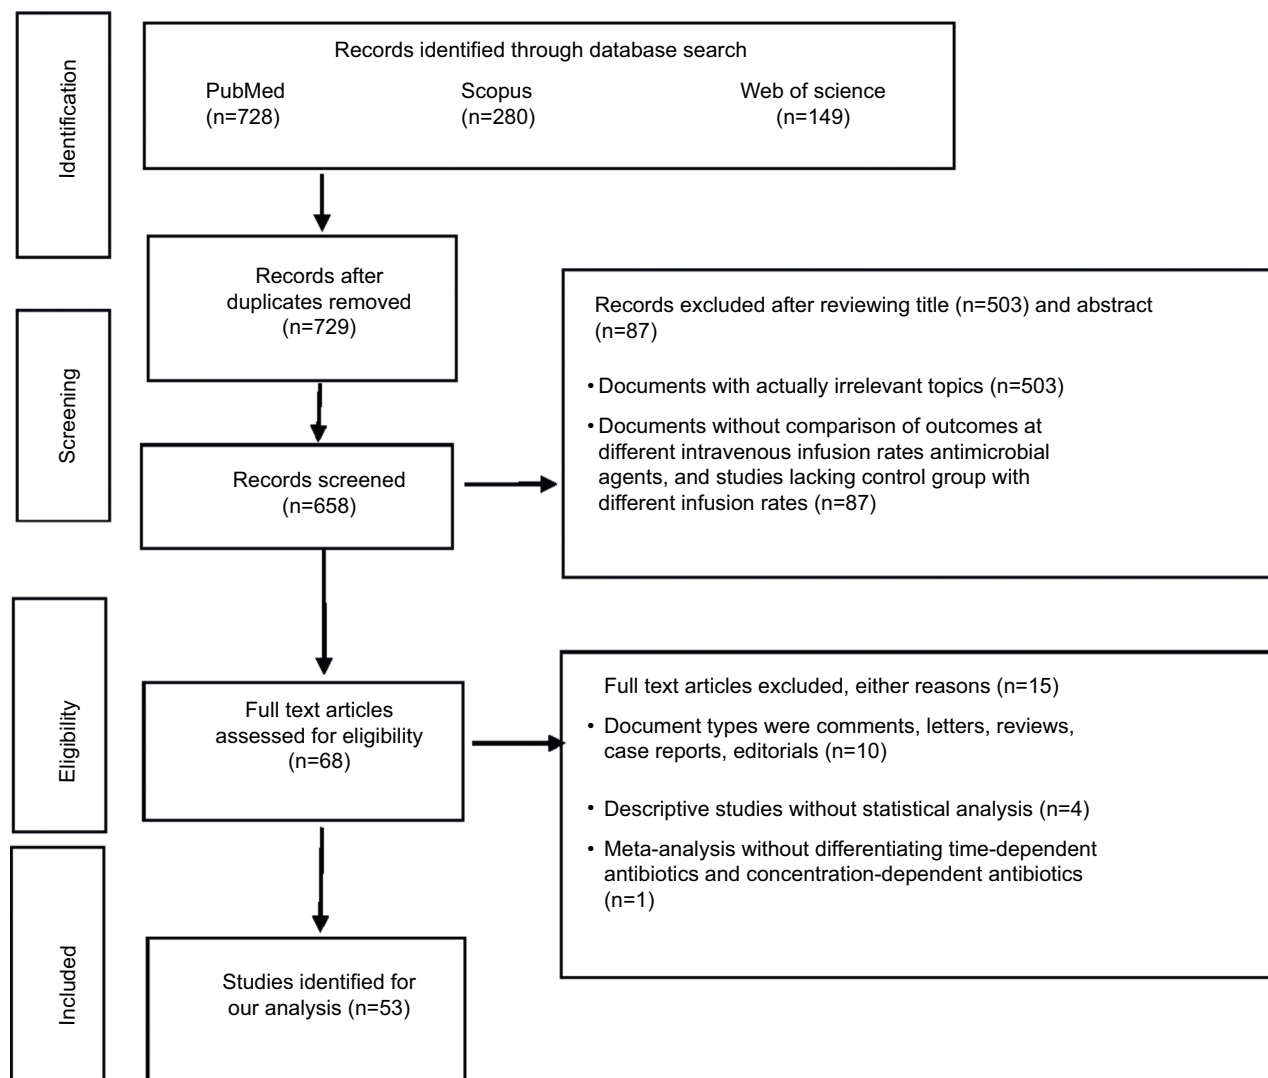 Identification
Records identified through database search
PubMed
(n=728)
Scopus
(n=280)
Web of science
(n=149)
Records after
duplicates removed
(n=729)
Screening
Records screened
(n=658)
Records excluded after reviewing title (n=503) and abstract
(n=87)
• Documents with actually irrelevant topics (n=503)
• Documents without comparison of outcomes at
different intravenous infusion rates antimicrobial
agents, and studies lacking control group with
different infusion rates (n=87)
Eligibility
Full text articles
assessed for eligibility
(n=68)
Full text articles excluded, either reasons (n=15)
• Document types were comments, letters, reviews,
case reports, editorials (n=10)
• Descriptive studies without statistical analysis (n=4)
• Meta-analysis without differentiating time-dependent
antibiotics and concentration-dependent antibiotics
(n=1)
Included
Studies identified for
our analysis (n=53)